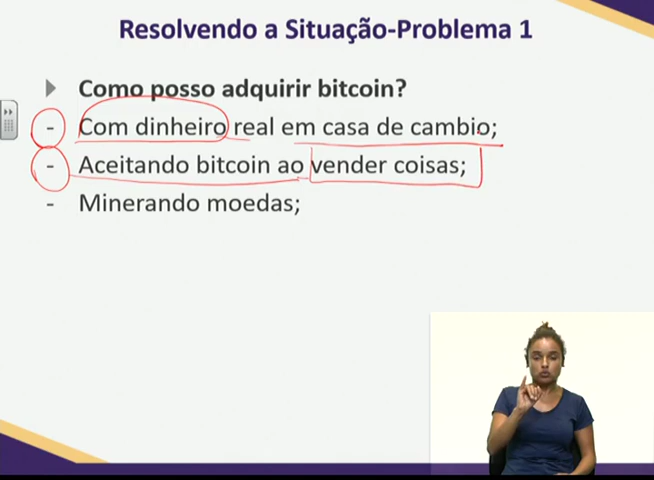 Resolvendo a Situação-Problema 1
Como posso adquirir bitcoin?
- Com dinheiro real em casa de cambio;
- Aceitando bitcoin ao vender coisas;
- Minerando moedas;